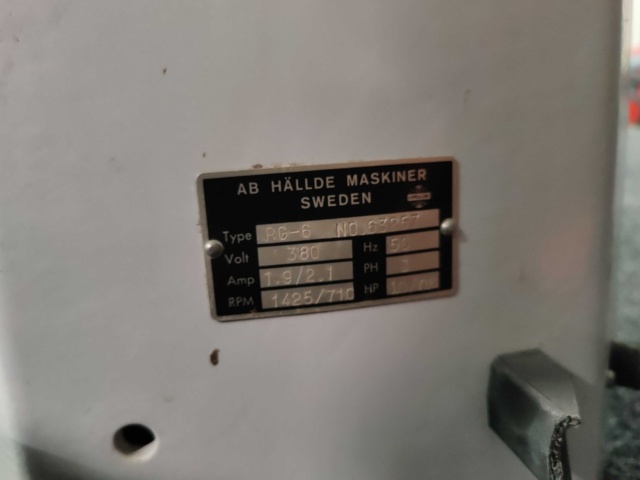 AB HÄLLDE MASKINER
SWEDEN
Type RG-6 NO.
Volt 380 Hz 50
Amp 1.9/2.1 PH 3
RPM 1425/710 HP